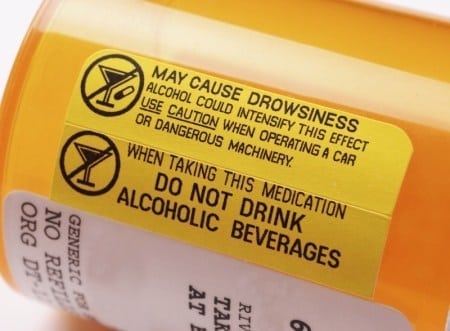 MAY CAUSE DROWSINESS
ALCOHOL COULD INTENSIFY THIS EFFECT
USE CAUTION WHEN OPERATING A CAR
OR DANGEROUS MACHINERY.
WHEN TAKING THIS MEDICATION
DO NOT DRINK
ALCOHOLIC BEVERAGES
GENERIC FO
NO REFI
ORG DT